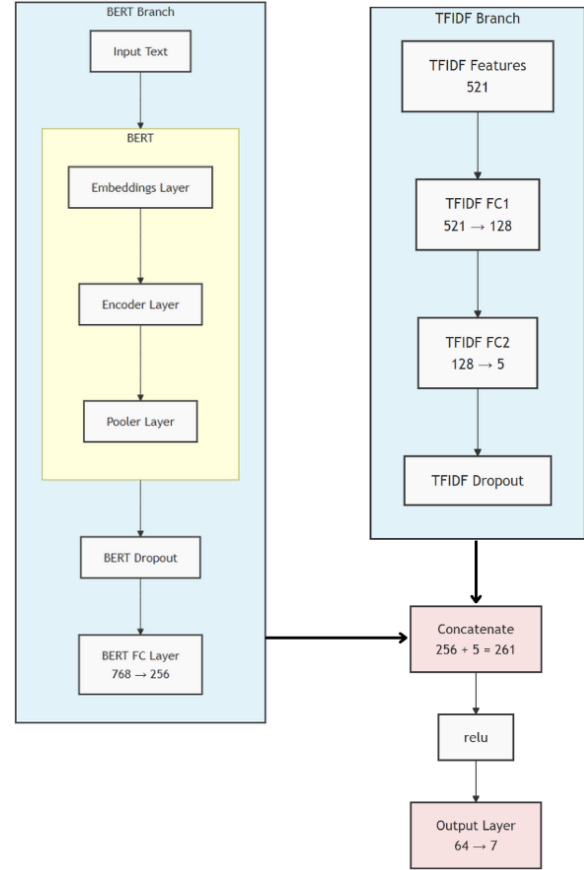 BERT Branch
Input Text
BERT
Embeddings Layer
Encoder Layer
Pooler Layer
BERT Dropout
BERT FC Layer
768 → 256
TFIDF Branch
TFIDF Features
521
TFIDF FC1
521 → 128
TFIDF FC2
128 → 5
TFIDF Dropout
Concatenate
256 + 5 = 261
relu
Output Layer
64 → 7